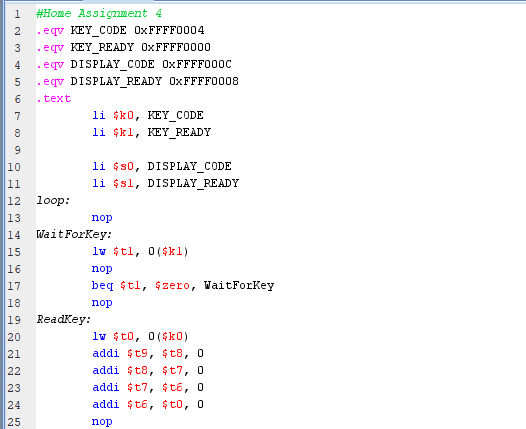 1 #Home Assignment 4
2 .eqv KEY_CODE 0xFFFF0004
3 .eqv KEY_READY 0xFFFF0000
4 .eqv DISPLAY_CODE 0xFFFF000C
5 .eqv DISPLAY_READY 0xFFFF0008
6 .text
7 li $k0, KEY_CODE
8 li $k1, KEY_READY
9
10 li $s0, DISPLAY_CODE
11 li $s1, DISPLAY_READY
12 loop:
13 nop
14 WaitForKey:
15 lw $t1, 0($k1)
16 nop
17 beq $t1, $zero, WaitForKey
18 nop
19 ReadKey:
20 lw $t0, 0($k0)
21 addi $t9, $t8, 0
22 addi $t8, $t7, 0
23 addi $t7, $t6, 0
24 addi $t6, $t0, 0
25 nop